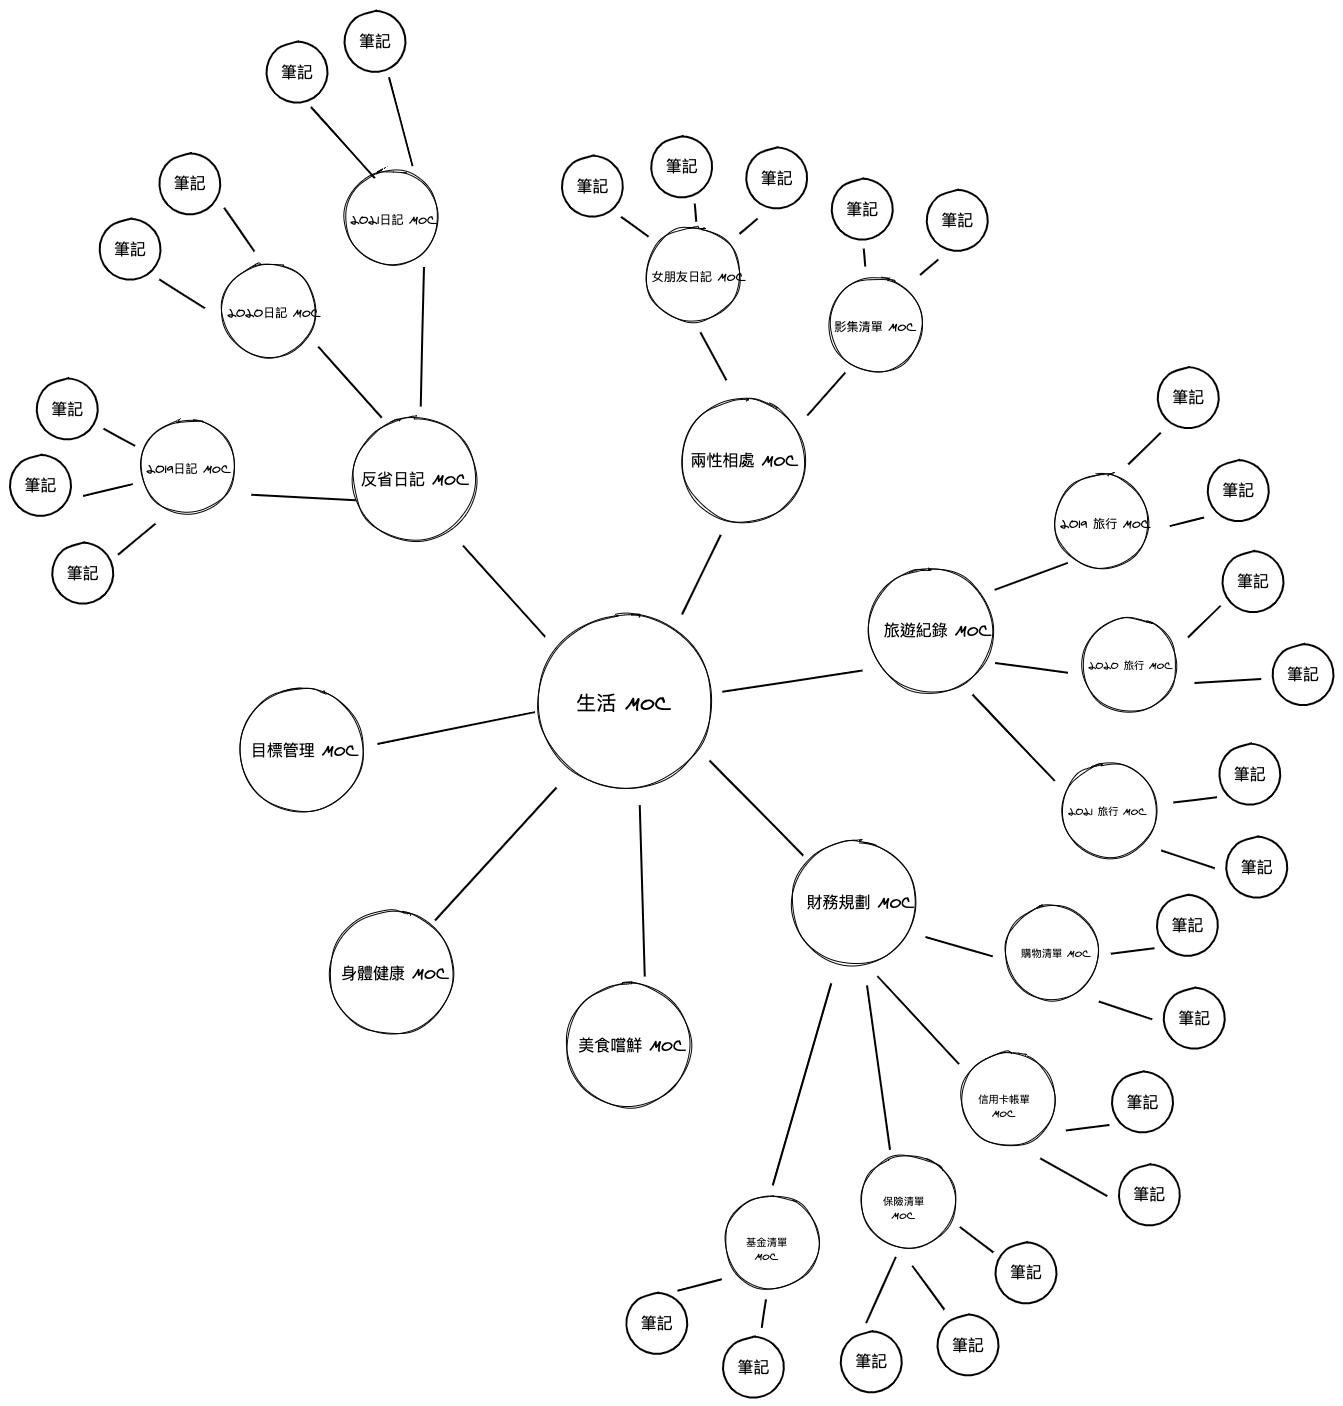 筆記
筆記
筆記
筆記
筆記
筆記
筆記
2021日記 MOC
筆記
筆記
筆記
女朋友日記 MOC
2020日記 MOC
影集清單 MOC
筆記
筆記
2019日記 MOC
兩性相處 MOC
反省日記 MOC
筆記
筆記
2019 旅行 MOC
筆記
筆記
旅遊紀錄 MOC
2020 旅行 MOC
筆記
生活 MOC
目標管理 MOC
筆記
2021 旅行 MOC
筆記
財務規劃 MOC
筆記
購物清單 MOC
身體健康 MOC
筆記
美食嚐鮮 MOC
信用卡帳單
MOC
筆記
筆記
保險清單
MOC
基金清單
MOC
筆記
筆記
筆記
筆記
筆記